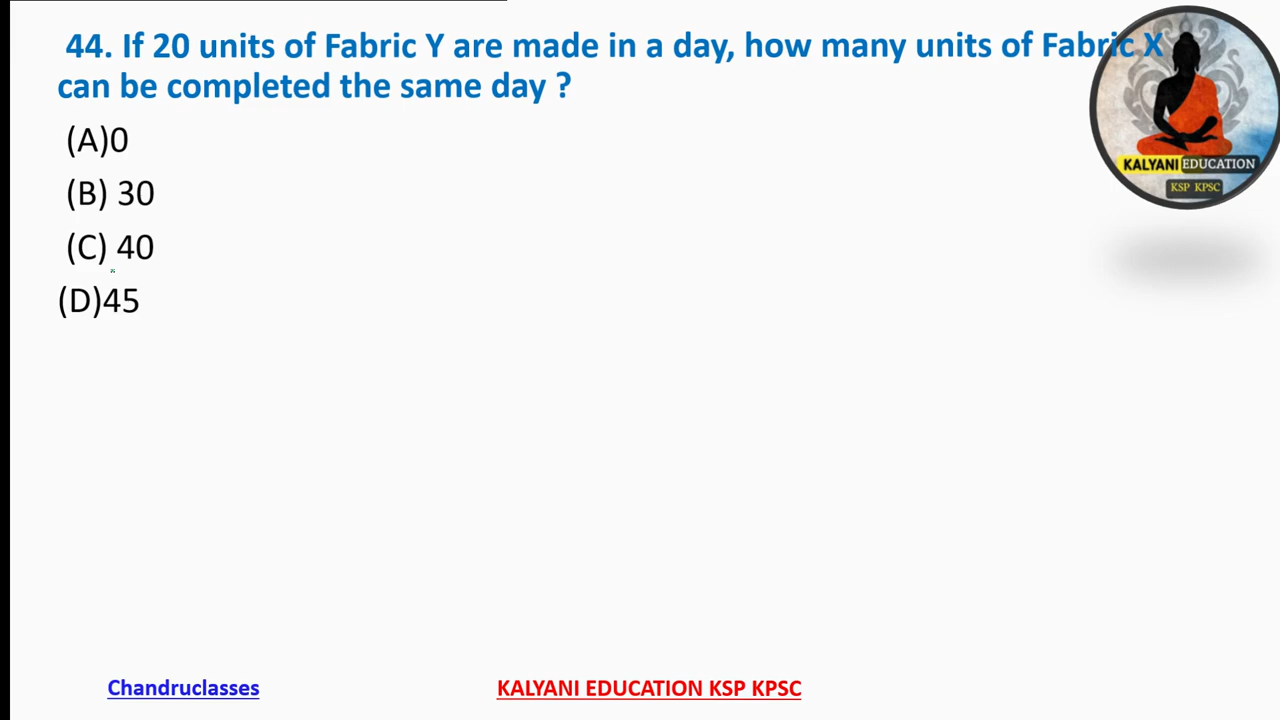 44. If 20 units of Fabric Y are made in a day, how many units of Fabric X
can be completed the same day ?
(A)0
(B) 30
(C) 40
(D)45
KALYANI EDUCATION
KSP KPSC
Chandruclasses
KALYANI EDUCATION KSP KPSC